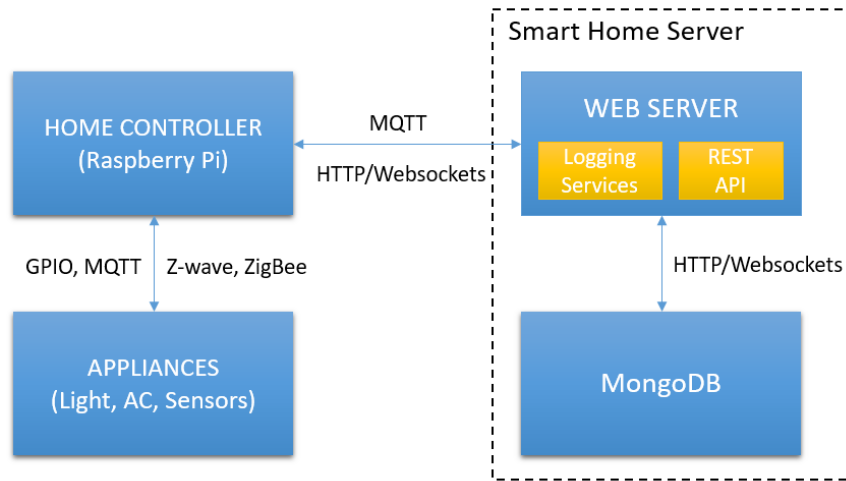 Smart Home Server
HOME CONTROLLER
(Raspberry Pi)
MQTT
HTTP/Websockets
WEB SERVER
Logging
Services
REST
API
GPIO, MQTT
Z-wave, ZigBee
HTTP/Websockets
APPLIANCES
(Light, AC, Sensors)
MongoDB